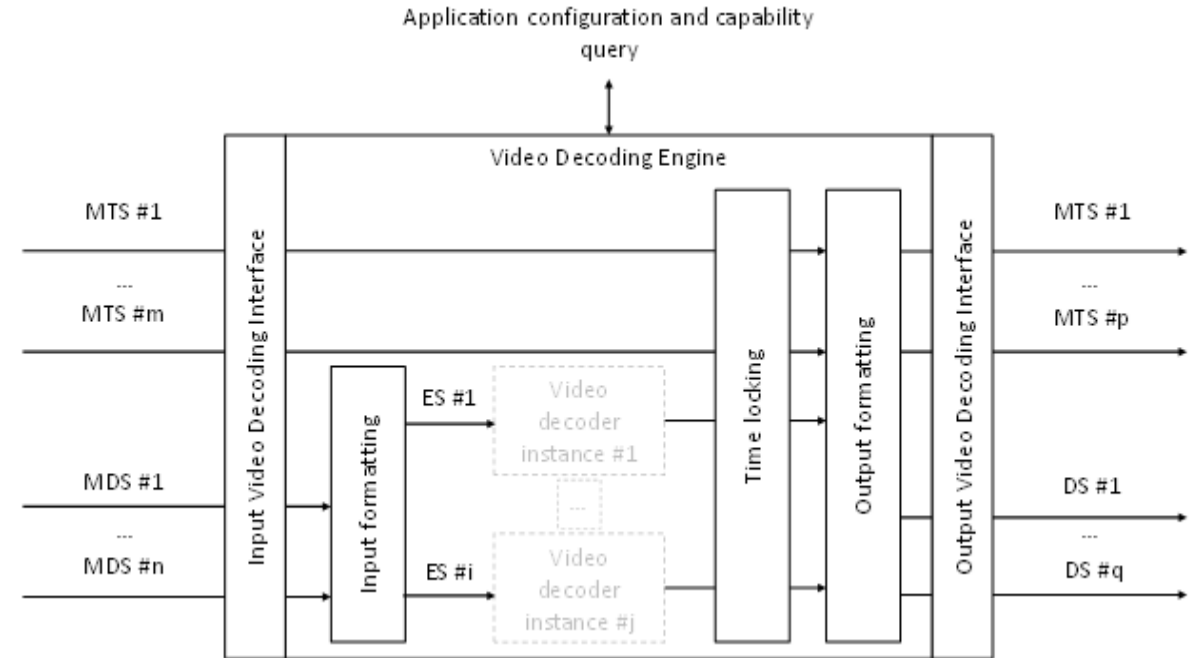 Application configuration and capability
query
Video Decoding Engine
Input Video Decoding Interface
MTS #1
...
MTS #m
MDS #1
...
MDS #n
Input formatting
ES #1
ES #i
Video
decoder
instance #1
...
Video
decoder
instance #j
Time locking
Output formatting
Output Video Decoding Interface
MTS #1
...
MTS #p
DS #1
...
DS #q